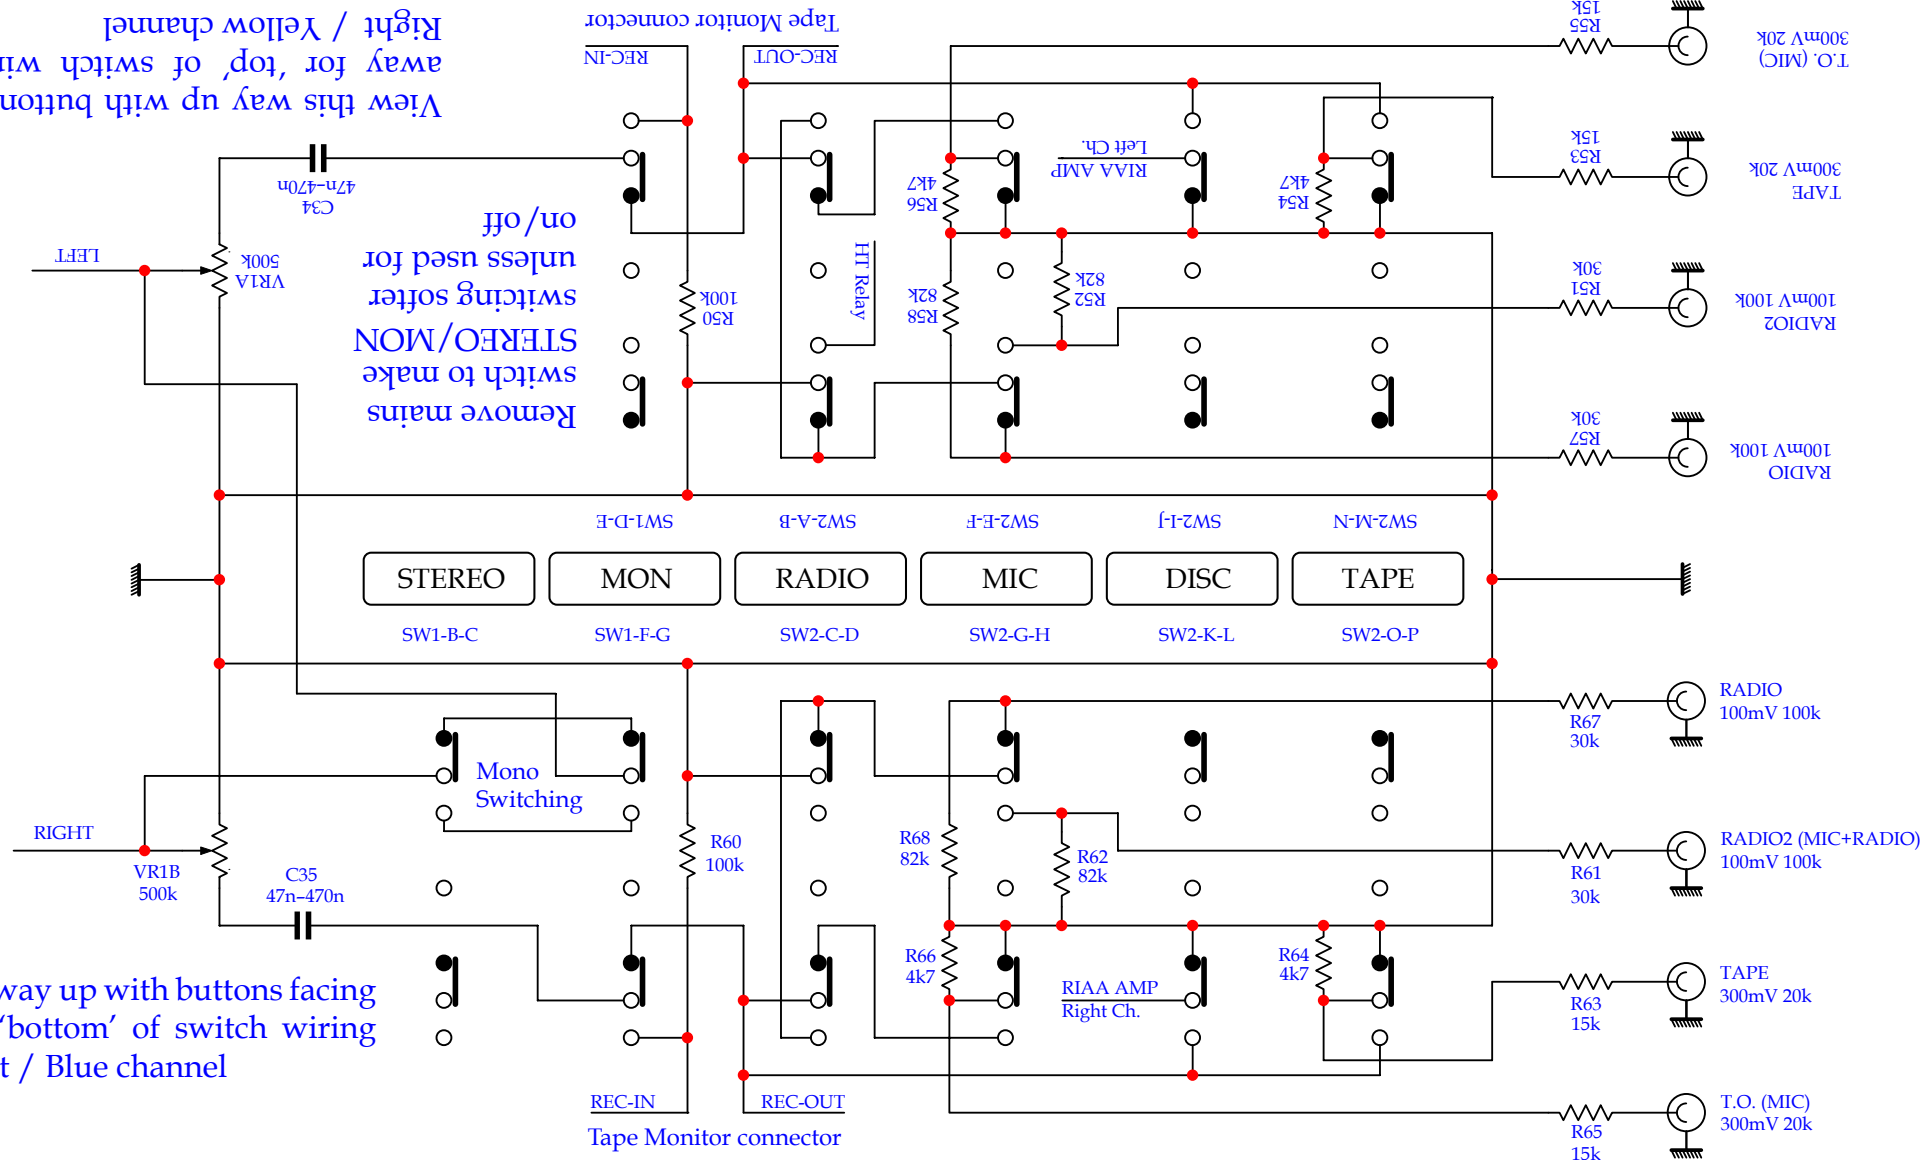 View this way up with button
away for 'top' of switch wi
Right / Yellow channel
Tape Monitor connector
REC-IN
REC-OUT
C34
47n-470n
LEFT
VR1A
500k
Remove mains
switch to make
STEREO/MON
switcing softer
unless used for
on/off
R50
100k
HT Relay
R56
4k7
R58
82k
R52
82k
RIAA AMP
Left Ch.
R54
4k7
R55
15k
T.O. (MIC)
300mV 20k
R53
15k
TAPE
300mV 20k
R51
30k
RADIO2
100mV 100k
R57
30k
RADIO
100mV 100k
SW1-D-E
SW2-A-B
SW2-E-F
SW2-I-J
SW2-M-N
STEREO
MON
RADIO
MIC
DISC
TAPE
SW1-B-C
SW1-F-G
SW2-C-D
SW2-G-H
SW2-K-L
SW2-O-P
Mono
Switching
RIGHT
VR1B
500k
C35
47n-470n
R60
100k
R68
82k
R62
82k
R66
4k7
RIAA AMP
Right Ch.
R64
4k7
R67
30k
RADIO
100mV 100k
R61
30k
RADIO2 (MIC+RADIO)
100mV 100k
R63
15k
TAPE
300mV 20k
R65
15k
T.O. (MIC)
300mV 20k
way up with buttons facing
'bottom' of switch wiring
t / Blue channel
REC-IN
REC-OUT
Tape Monitor connector